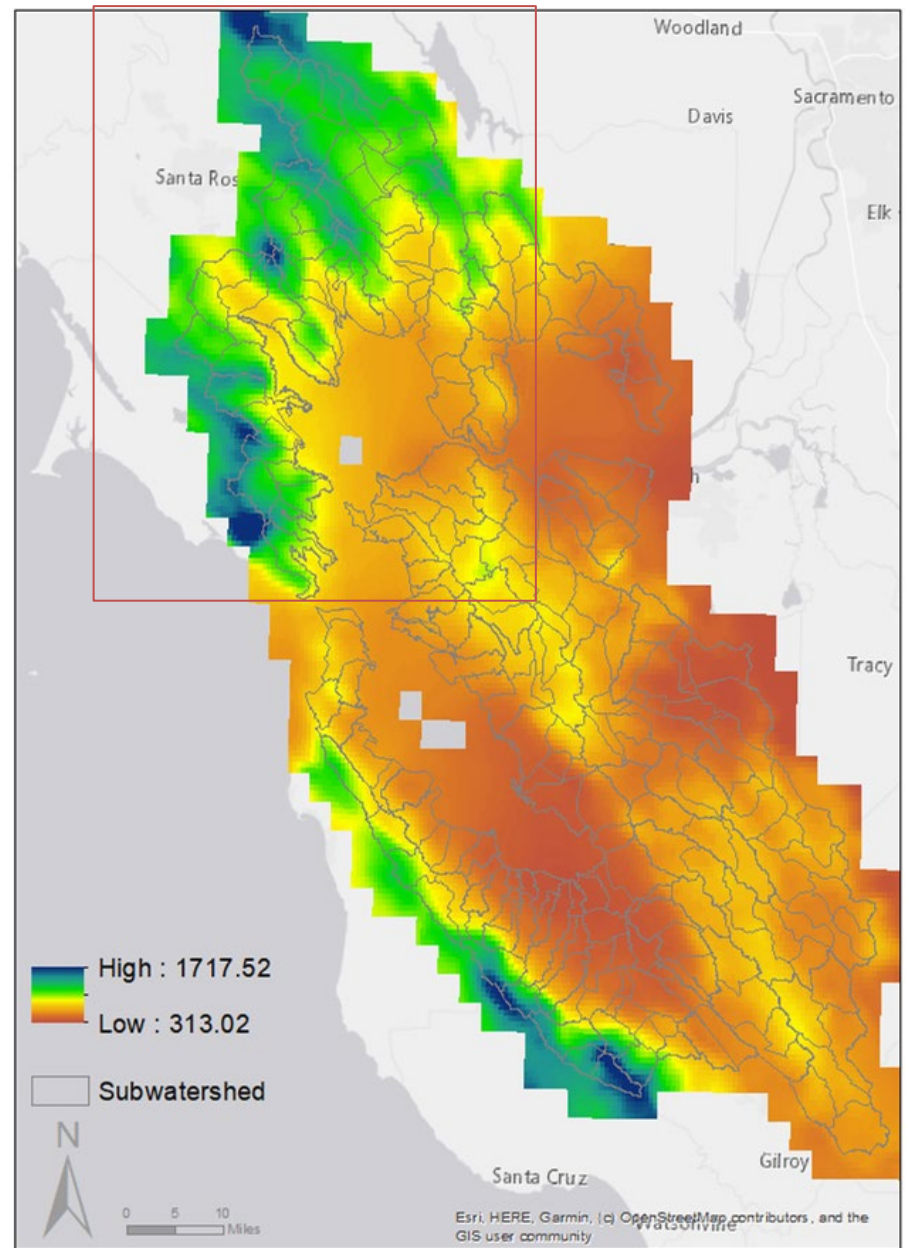 Woodland
Sacramento
Davis
Santa Ros
Elk
h
Tracy
High : 1717.52
Low : 313.02
Subwatershed
N
0 5 10
Miles
Gilroy
Santa Cruz
Watsonville
Esri, HERE, Garmin, (c) OpenStreetMap contributors, and the
GIS user community